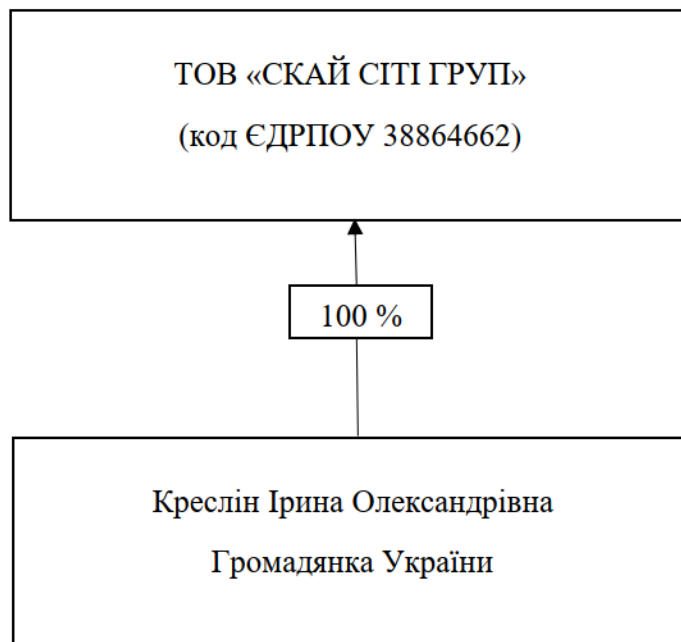 ТОВ «СКАЙ СІТІ ГРУП»
(код ЄДРПОУ 38864662)
100 %
Креслін Ірина Олександрівна
Громадянка України